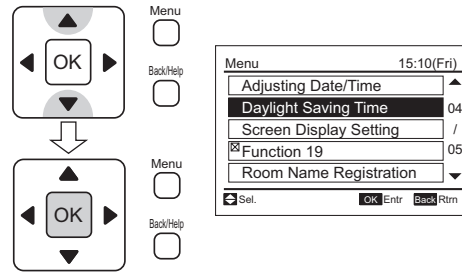 Menu
OK
Back/Help
Menu
OK
Back/Help
Menu 15:10(Fri)
Adjusting Date/Time
Daylight Saving Time 04
Screen Display Setting /
Function 19 05
Room Name Registration
Sel. OK Entr Back Rtrn